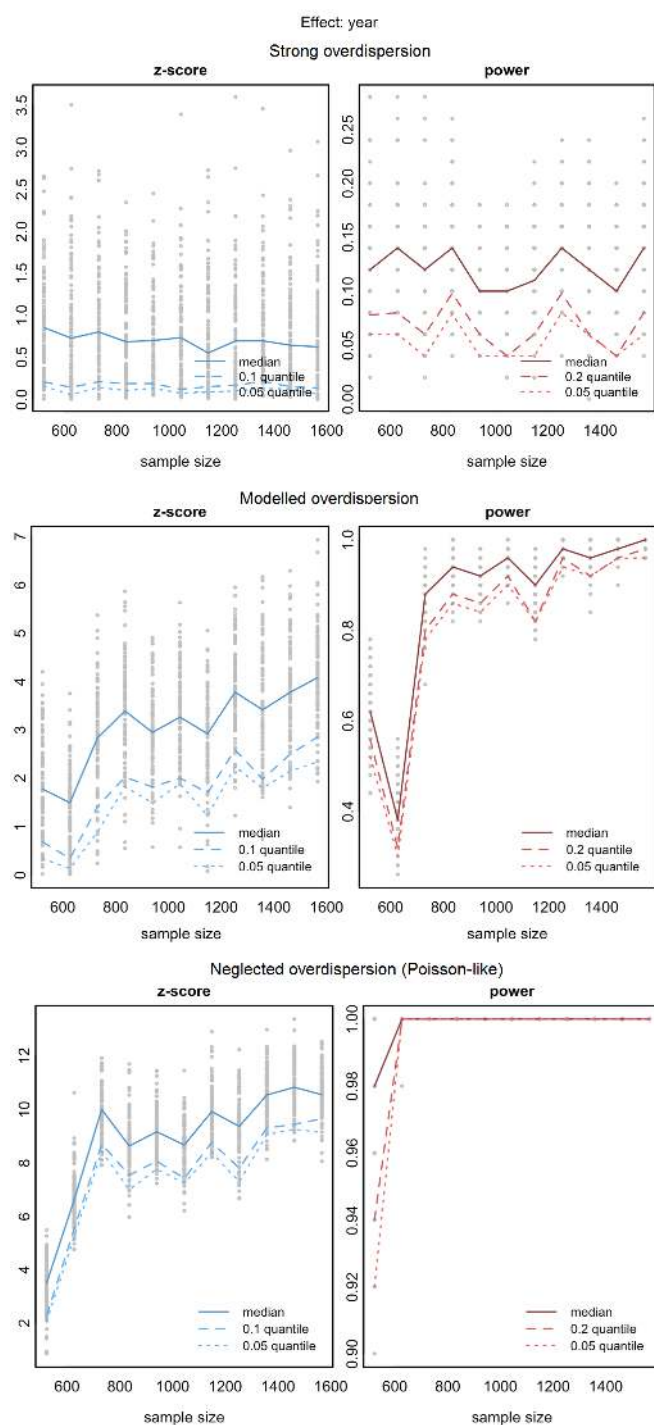 Effect: year
Strong overdispersion
z-score power
3.5
3.0
2.5
2.0
1.5
1.0
0.5
0.0
median
0.1 quantile
0.05 quantile
600 800 1000 1200 1400 1600
sample size
0.25
0.20
0.15
0.10
0.05
0.00
median
0.2 quantile
0.05 quantile
600 800 1000 1200 1400
sample size
Modelled overdispersion
z-score power
7
6
5
4
3
2
1
0
median
0.1 quantile
0.05 quantile
600 800 1000 1200 1400 1600
sample size
1.0
0.8
0.6
0.4
median
0.2 quantile
0.05 quantile
600 800 1000 1200 1400
sample size
Neglected overdispersion (Poisson-like)
z-score power
12
10
8
6
4
2
median
0.1 quantile
0.05 quantile
600 800 1000 1200 1400 1600
sample size
1.00
0.98
0.96
0.94
0.92
0.90
median
0.2 quantile
0.05 quantile
600 800 1000 1200 1400
sample size